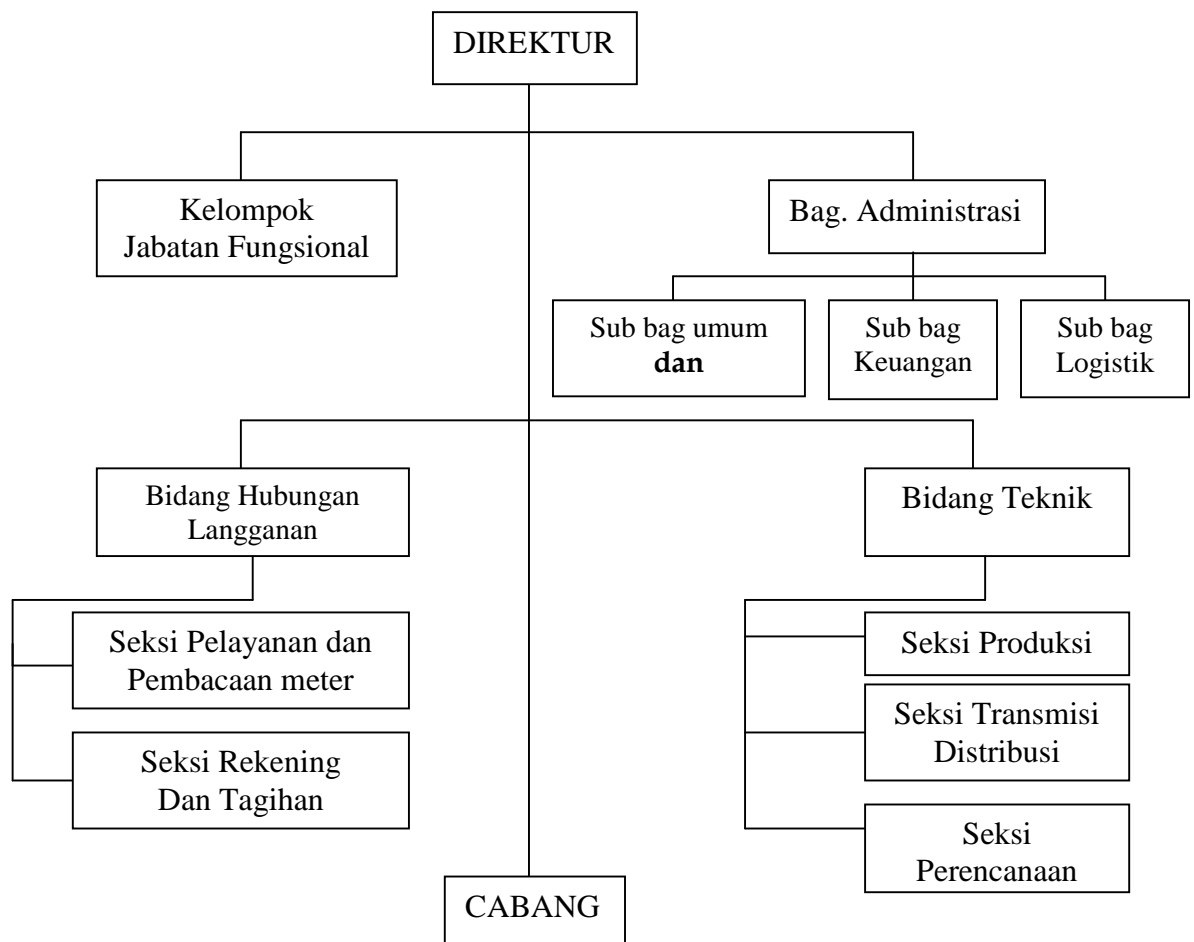 DIREKTUR
Kelompok
Jabatan Fungsional
Bag. Administrasi
Sub bag umum
dan
Sub bag
Keuangan
Sub bag
Logistik
Bidang Hubungan
Langganan
Bidang Teknik
Seksi Pelayanan dan
Pembacaan meter
Seksi Rekening
Dan Tagihan
Seksi Produksi
Seksi Transmisi
Distribusi
Seksi
Perencanaan
CABANG